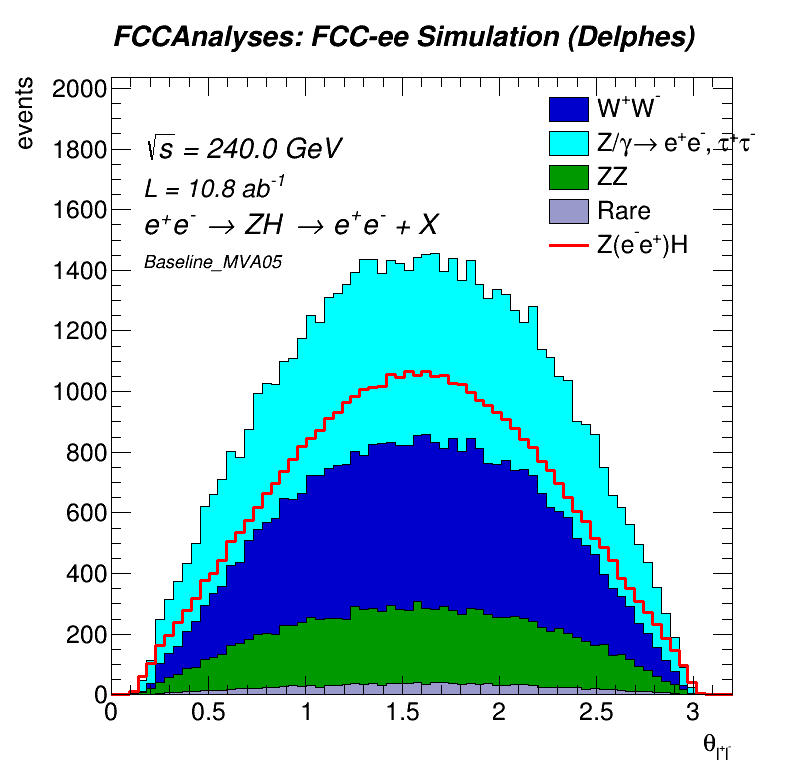 FCCAnalyses: FCC-ee Simulation (Delphes)
events
2000
1800
1600
1400
1200
1000
800
600
400
200
0
√s = 240.0 GeV
L = 10.8 ab⁻¹
e⁺e⁻ → ZH → e⁺e⁻ + X
Baseline_MVA05
W⁺W⁻
Z/γ→ e⁺e⁻, τ⁺τ⁻
ZZ
Rare
Z(e⁻e⁺)H
0 0.5 1 1.5 2 2.5 3
θ_l⁺l⁻